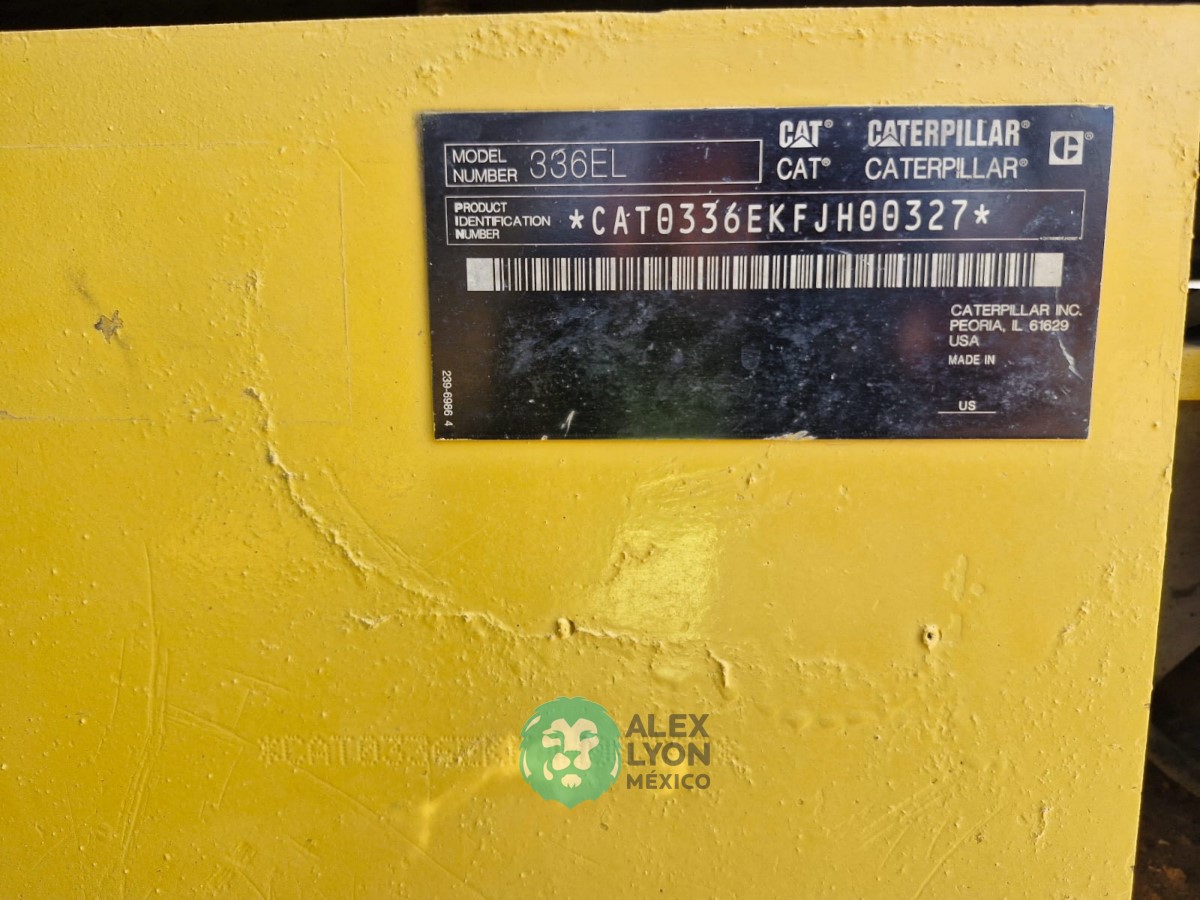 MODEL
NUMBER 336EL
CAT® CATERPILLAR®
CAT® CATERPILLAR®
PRODUCT
IDENTIFICATION
NUMBER
*CAT0336EKFJH00327*
CATERPILLAR INC.
PEORIA, IL 61629
USA
MADE IN
US
239-6986 4
ALEX
LYON
MÉXICO